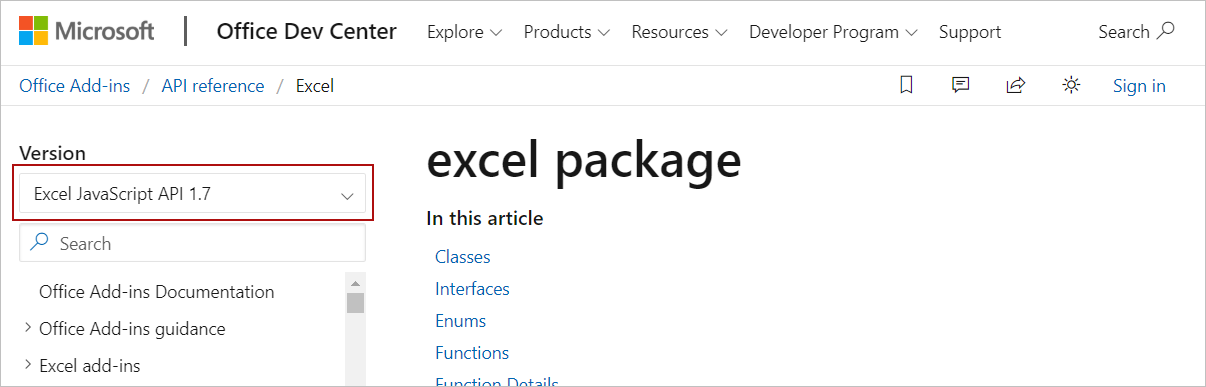 Microsoft Office Dev Center Explore Products Resources Developer Program Support Search
Office Add-ins / API reference / Excel Sign in
Version
Excel JavaScript API 1.7
Search
Office Add-ins Documentation
Office Add-ins guidance
Excel add-ins
excel package
In this article
Classes
Interfaces
Enums
Functions
Function Details